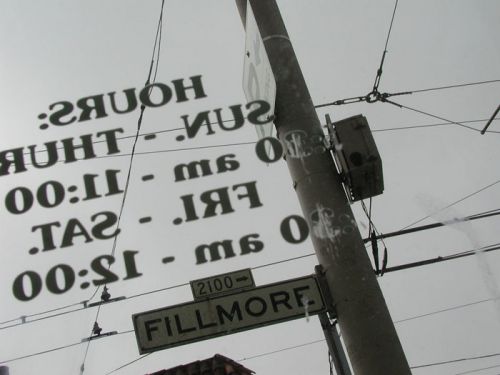 HOURS:
SUN. - THUR
0 am - 11:00
FRI. - SAT.
0 am - 12:00
2100→
FILLMORE